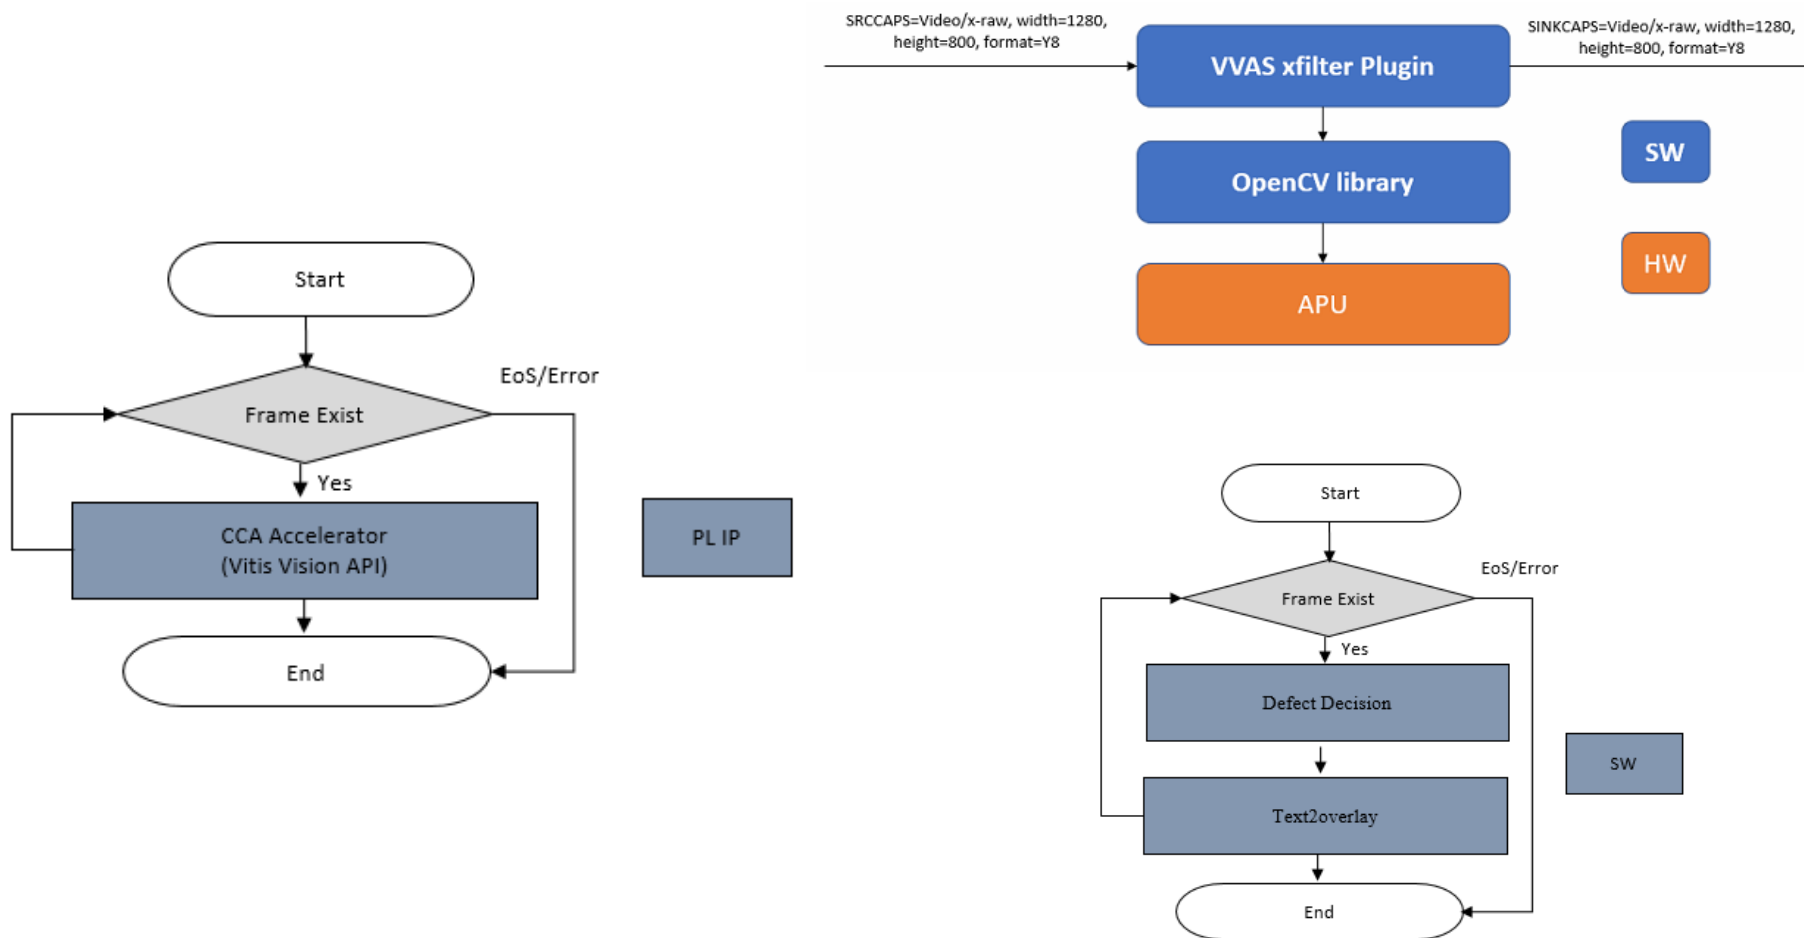 SRCCAPS=Video/x-raw, width=1280,
height=800, format=Y8
VVAS xfilter Plugin
SINKCAPS=Video/x-raw, width=1280,
height=800, format=Y8
OpenCV library
APU
SW
HW
Start
Frame Exist
EoS/Error
Yes
CCA Accelerator
(Vitis Vision API)
End
PL IP
Start
Frame Exist
EoS/Error
Yes
Defect Decision
Text2overlay
End
SW